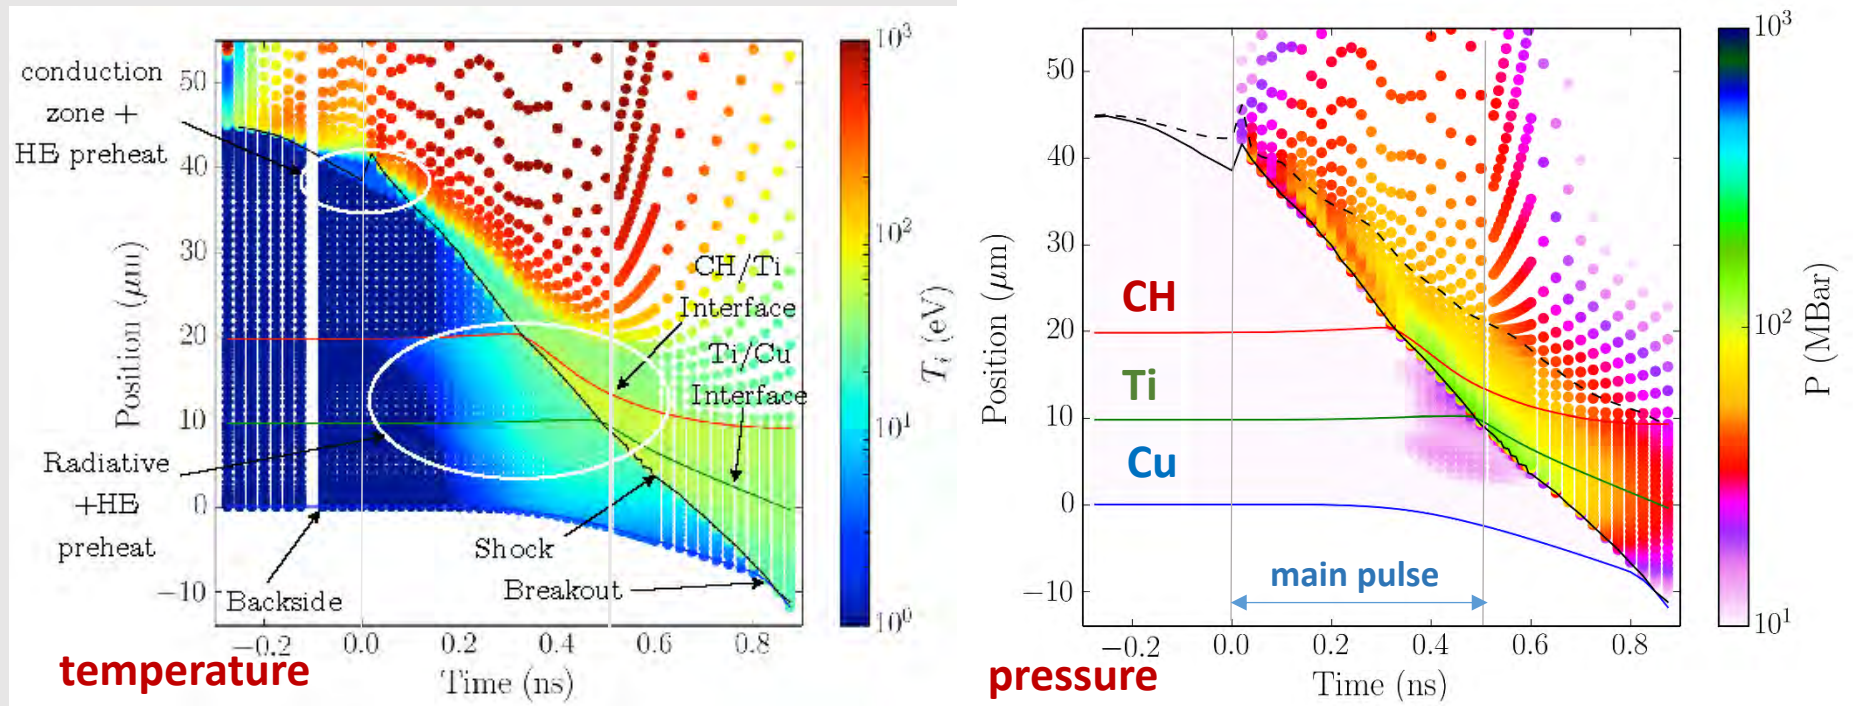 conduction
zone +
HE preheat
Radiative
+HE
preheat
Position (μm)
50
40
30
20
10
0
−10
CH/Ti
Interface
Ti/Cu
Interface
Shock
Breakout
Backside
−0.2 0.0 0.2 0.4 0.6 0.8
Time (ns)
temperature
10³
10²
10¹
10⁰
T_i (eV)
Position (μm)
50
40
30
20
10
0
−10
CH
Ti
Cu
main pulse
−0.2 0.0 0.2 0.4 0.6 0.8
Time (ns)
pressure
10³
10²
10¹
P (MBar)